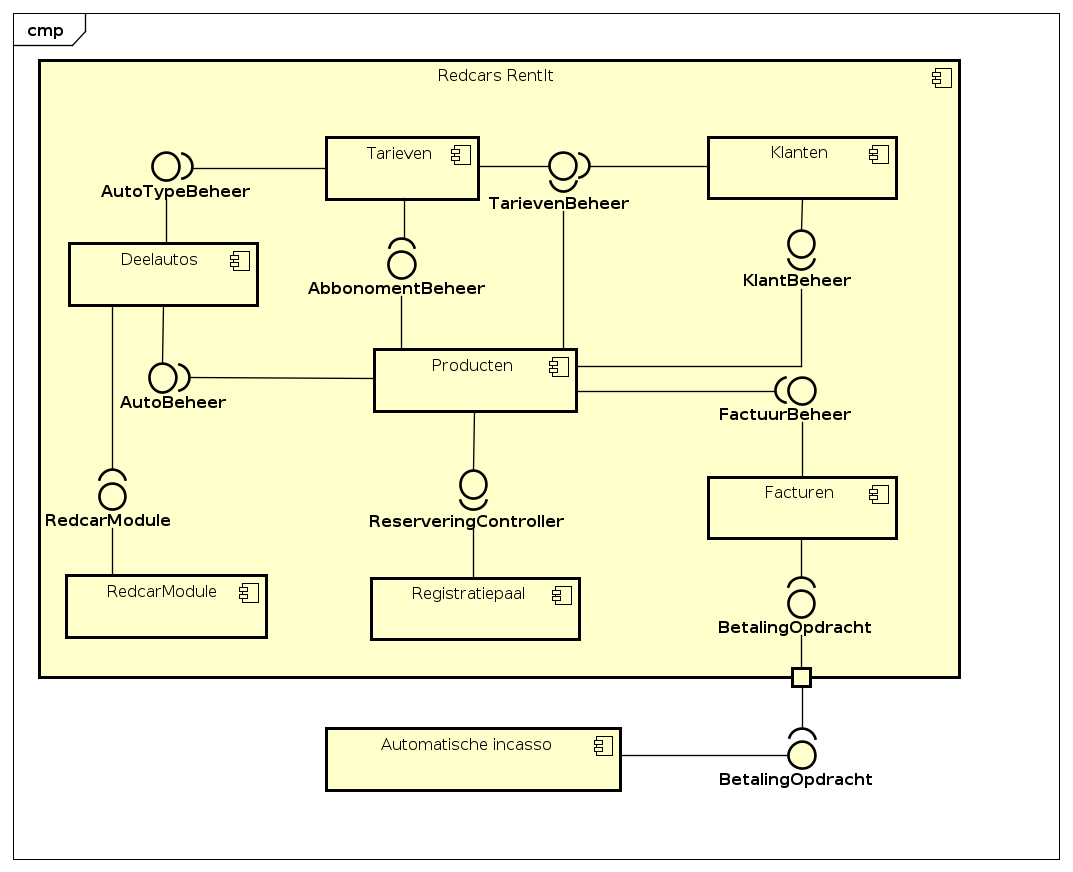 cmp
Redcars RentIt
Tarieven
Klanten
AutoTypeBeheer
TarievenBeheer
Deelautos
AbbonomentBeheer
KlantBeheer
Producten
AutoBeheer
FactuurBeheer
Facturen
RedcarModule
ReserveringController
RedcarModule
Registratiepaal
BetalingOpdracht
Automatische incasso
BetalingOpdracht